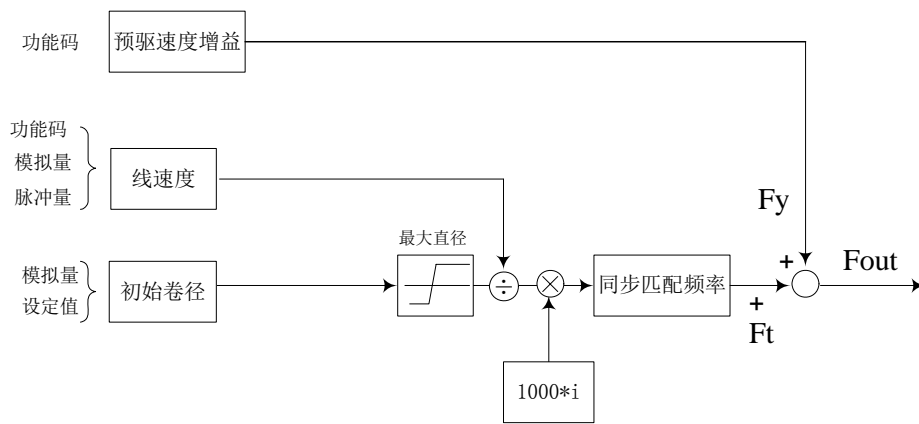 功能码
预驱速度增益
功能码
模拟量
脉冲量
线速度
Fy
最大直径
模拟量
设定值
初始卷径
÷
×
同步匹配频率
+
+
Fout
Ft
1000*i